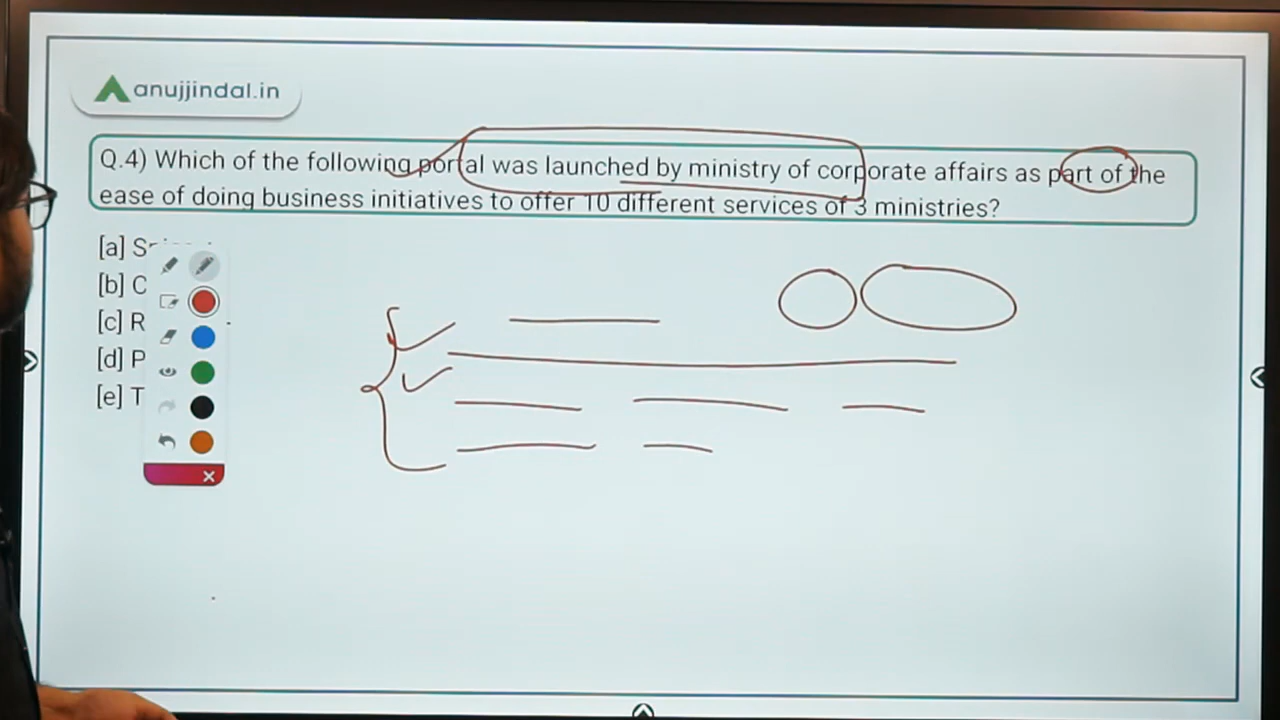 anujjindal.in
Q.4) Which of the following portal was launched by ministry of corporate affairs as part of the
ease of doing business initiatives to offer 10 different services of 3 ministries?
[a] S
[b] C
[c] R
[d] P
[e] T